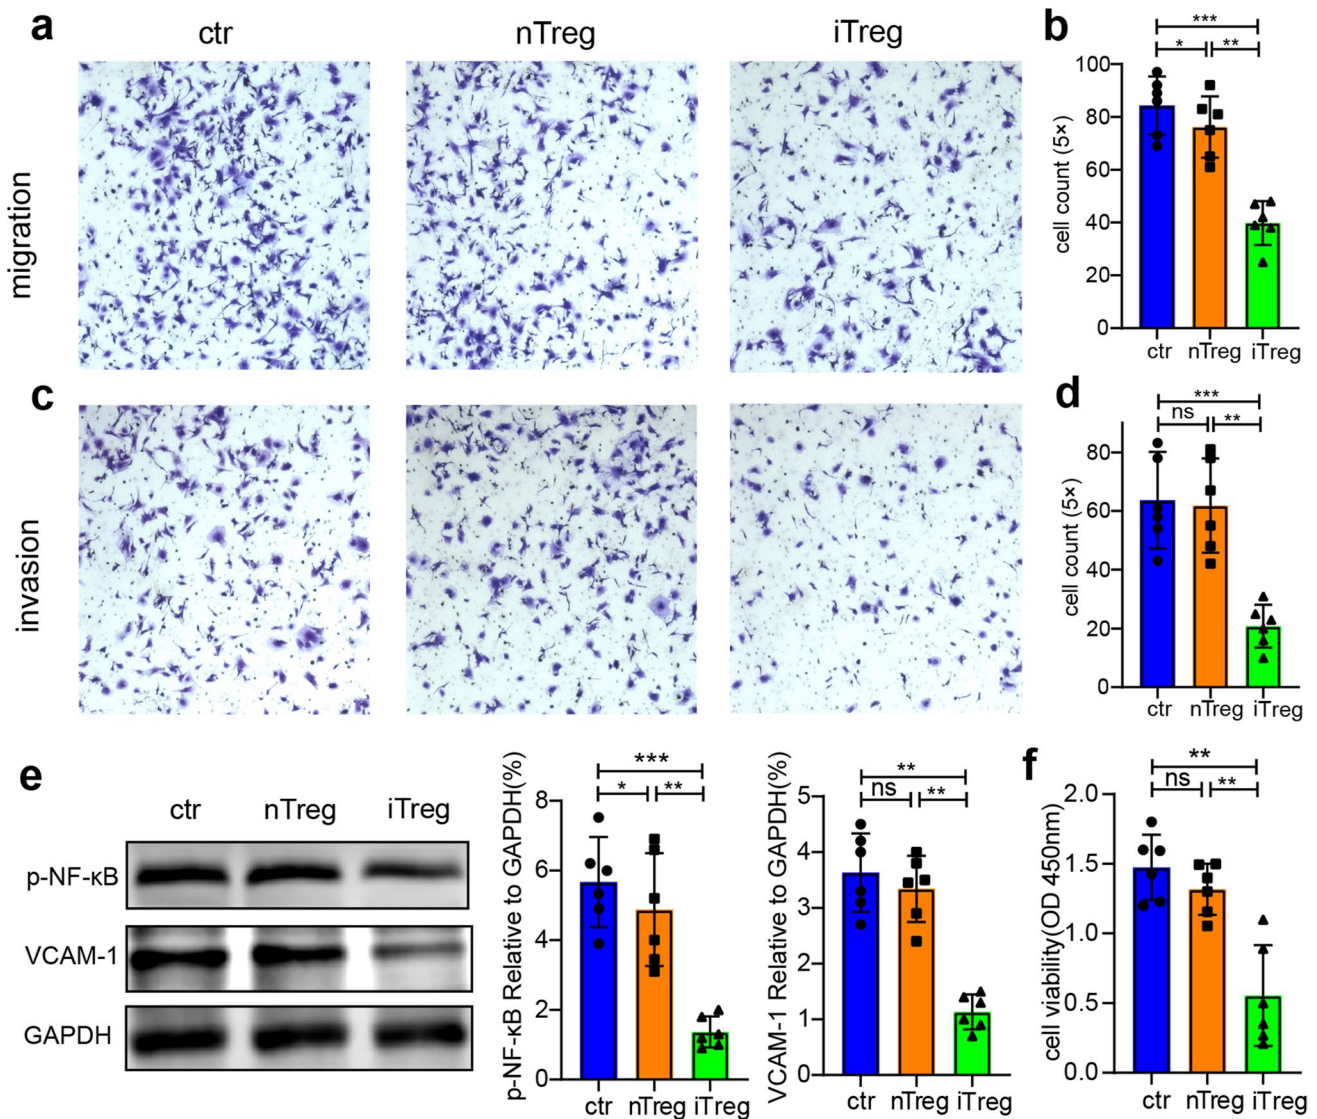 a
ctr nTreg iTreg
migration
b
***
* **
cell count (5×)
100
80
60
40
20
0
ctr nTreg iTreg
c
invasion
d
***
ns **
cell count (5×)
80
60
40
20
0
ctr nTreg iTreg
e
ctr nTreg iTreg
p-NF-κB
VCAM-1
GAPDH
***
* **
p-NF-κB Relative to GAPDH(%)
8
6
4
2
0
ctr nTreg iTreg
**
ns **
VCAM-1 Relative to GAPDH(%)
5
4
3
2
1
0
ctr nTreg iTreg
f
**
ns **
cell viability(OD 450nm)
2.0
1.5
1.0
0.5
0.0
ctr nTreg iTreg